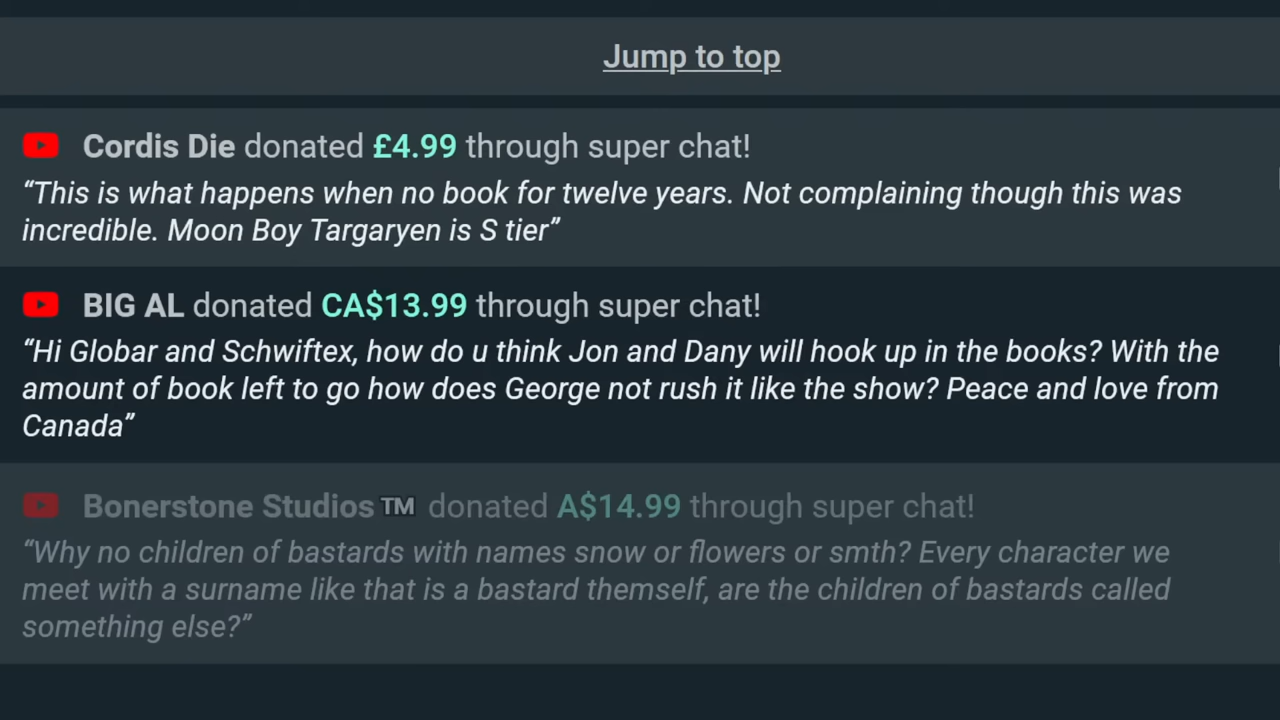 Jump to top
Cordis Die donated £4.99 through super chat!
“This is what happens when no book for twelve years. Not complaining though this was
incredible. Moon Boy Targaryen is S tier”
BIG AL donated CA$13.99 through super chat!
“Hi Globar and Schwiftex, how do u think Jon and Dany will hook up in the books? With the
amount of book left to go how does George not rush it like the show? Peace and love from
Canada”
Bonerstone Studios™️ donated A$14.99 through super chat!
“Why no children of bastards with names snow or flowers or smth? Every character we
meet with a surname like that is a bastard themself, are the children of bastards called
something else?”